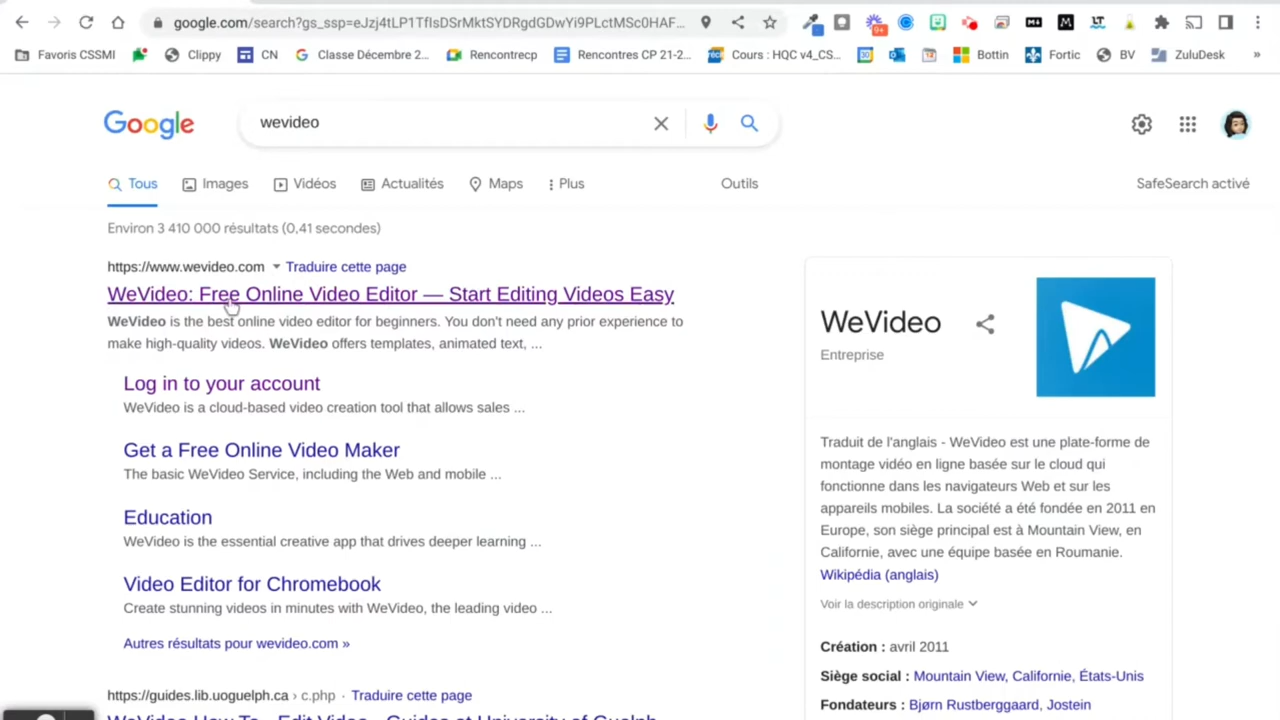 google.com/search?gs_ssp=eJzj4tLP1TfIsDSrMktSYDRgdGDwYi9PLctMSc0HAF...
9+
Favoris CSSMI
Clippy
CN
Classe Décembre 2...
Rencontrecp
Rencontres CP 21-2...
Cours : HQC v4_CS...
Bottin
Fortic
BV
ZuluDesk
»
Google
wevideo
Tous
Images
Vidéos
Actualités
Maps
Plus
Outils
SafeSearch activé
Environ 3 410 000 résultats (0,41 secondes)
https://www.wevideo.com Traduire cette page
WeVideo: Free Online Video Editor — Start Editing Videos Easy
WeVideo is the best online video editor for beginners. You don't need any prior experience to
make high-quality videos. WeVideo offers templates, animated text, ...
Log in to your account
WeVideo is a cloud-based video creation tool that allows sales ...
Get a Free Online Video Maker
The basic WeVideo Service, including the Web and mobile ...
Education
WeVideo is the essential creative app that drives deeper learning ...
Video Editor for Chromebook
Create stunning videos in minutes with WeVideo, the leading video ...
Autres résultats pour wevideo.com »
https://guides.lib.uoguelph.ca › c.php · Traduire cette page
WeVideo How To - Edit Video - Guides at University of Guelph
WeVideo
Entreprise
Traduit de l'anglais - WeVideo est une plate-forme de
montage vidéo en ligne basée sur le cloud qui
fonctionne dans les navigateurs Web et sur les
appareils mobiles. La société a été fondée en 2011 en
Europe, son siège principal est à Mountain View, en
Californie, avec une équipe basée en Roumanie.
Wikipédia (anglais)
Voir la description originale
Création : avril 2011
Siège social : Mountain View, Californie, États-Unis
Fondateurs : Bjørn Rustberggaard, Jostein